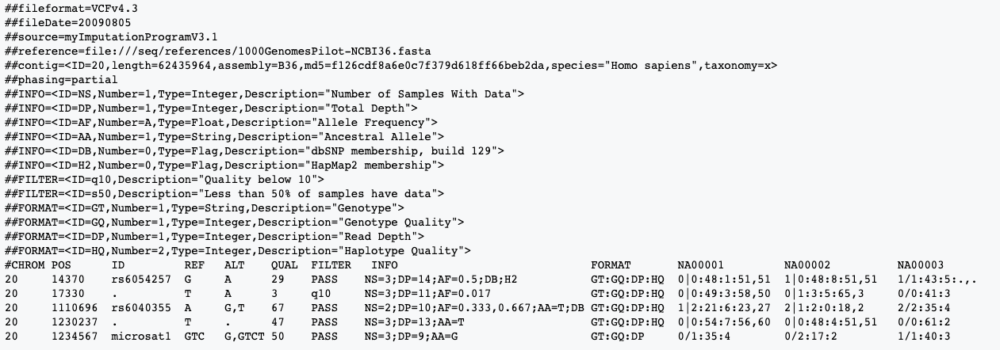 ##fileformat=VCFv4.3
##fileDate=20090805
##source=myImputationProgramV3.1
##reference=file:///seq/references/1000GenomesPilot-NCBI36.fasta
##contig=<ID=20,length=62435964,assembly=B36,md5=f126cdf8a6e0c7f379d618ff66beb2da,species="Homo sapiens",taxonomy=x>
##phasing=partial
##INFO=<ID=NS,Number=1,Type=Integer,Description="Number of Samples With Data">
##INFO=<ID=DP,Number=1,Type=Integer,Description="Total Depth">
##INFO=<ID=AF,Number=A,Type=Float,Description="Allele Frequency">
##INFO=<ID=AA,Number=1,Type=String,Description="Ancestral Allele">
##INFO=<ID=DB,Number=0,Type=Flag,Description="dbSNP membership, build 129">
##INFO=<ID=H2,Number=0,Type=Flag,Description="HapMap2 membership">
##FILTER=<ID=q10,Description="Quality below 10">
##FILTER=<ID=s50,Description="Less than 50% of samples have data">
##FORMAT=<ID=GT,Number=1,Type=String,Description="Genotype">
##FORMAT=<ID=GQ,Number=1,Type=Integer,Description="Genotype Quality">
##FORMAT=<ID=DP,Number=1,Type=Integer,Description="Read Depth">
##FORMAT=<ID=HQ,Number=2,Type=Integer,Description="Haplotype Quality">
#CHROM POS ID REF ALT QUAL FILTER INFO FORMAT NA00001 NA00002 NA00003
20 14370 rs6054257 G A 29 PASS NS=3;DP=14;AF=0.5;DB;H2 GT:GQ:DP:HQ 0|0:48:1:51,51 1|0:48:8:51,51 1/1:43:5:.,.
20 17330 . T A 3 q10 NS=3;DP=11;AF=0.017 GT:GQ:DP:HQ 0|0:49:3:58,50 0|1:3:5:65,3 0/0:41:3
20 1110696 rs6040355 A G,T 67 PASS NS=2;DP=10;AF=0.333,0.667;AA=T;DB GT:GQ:DP:HQ 1|2:21:6:23,27 2|1:2:0:18,2 2/2:35:4
20 1230237 . T . 47 PASS NS=3;DP=13;AA=T GT:GQ:DP:HQ 0|0:54:7:56,60 0|0:48:4:51,51 0/0:61:2
20 1234567 microsat1 GTC G,GTCT 50 PASS NS=3;DP=9;AA=G GT:GQ:DP 0/1:35:4 0/2:17:2 1/1:40:3